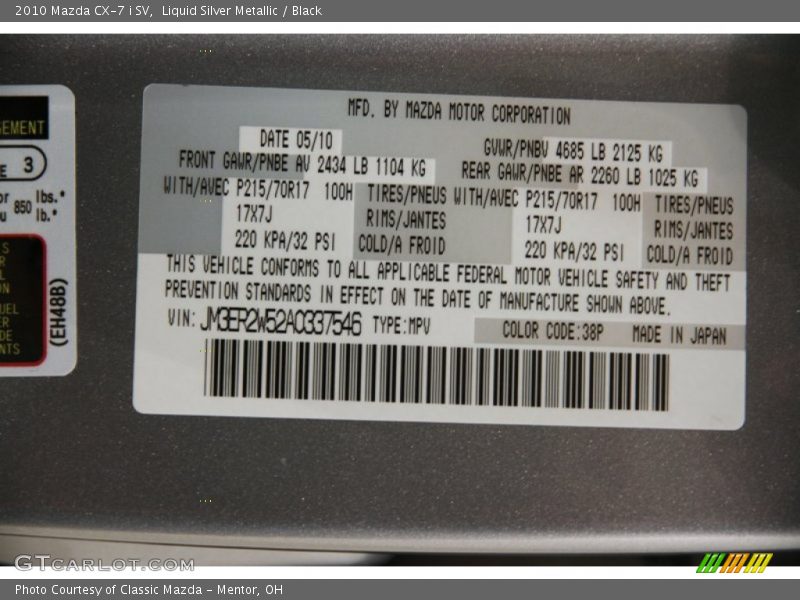 2010 Mazda CX-7 i SV, Liquid Silver Metallic / Black
GEMENT
E 3
or 850 lbs.*
u lb.*
(EH48B)
MFD. BY MAZDA MOTOR CORPORATION
DATE 05/10 GVWR/PNBV 4685 LB 2125 KG
FRONT GAWR/PNBE AV 2434 LB 1104 KG REAR GAWR/PNBE AR 2260 LB 1025 KG
WITH/AVEC P215/70R17 100H TIRES/PNEUS WITH/AVEC P215/70R17 100H TIRES/PNEUS
17X7J RIMS/JANTES 17X7J RIMS/JANTES
220 KPA/32 PSI COLD/A FROID 220 KPA/32 PSI COLD/A FROID
THIS VEHICLE CONFORMS TO ALL APPLICABLE FEDERAL MOTOR VEHICLE SAFETY AND THEFT
PREVENTION STANDARDS IN EFFECT ON THE DATE OF MANUFACTURE SHOWN ABOVE.
VIN: JM3ER2W52A0337546 TYPE:MPV COLOR CODE:38P MADE IN JAPAN
GTCARLOT.COM
Photo Courtesy of Classic Mazda - Mentor, OH